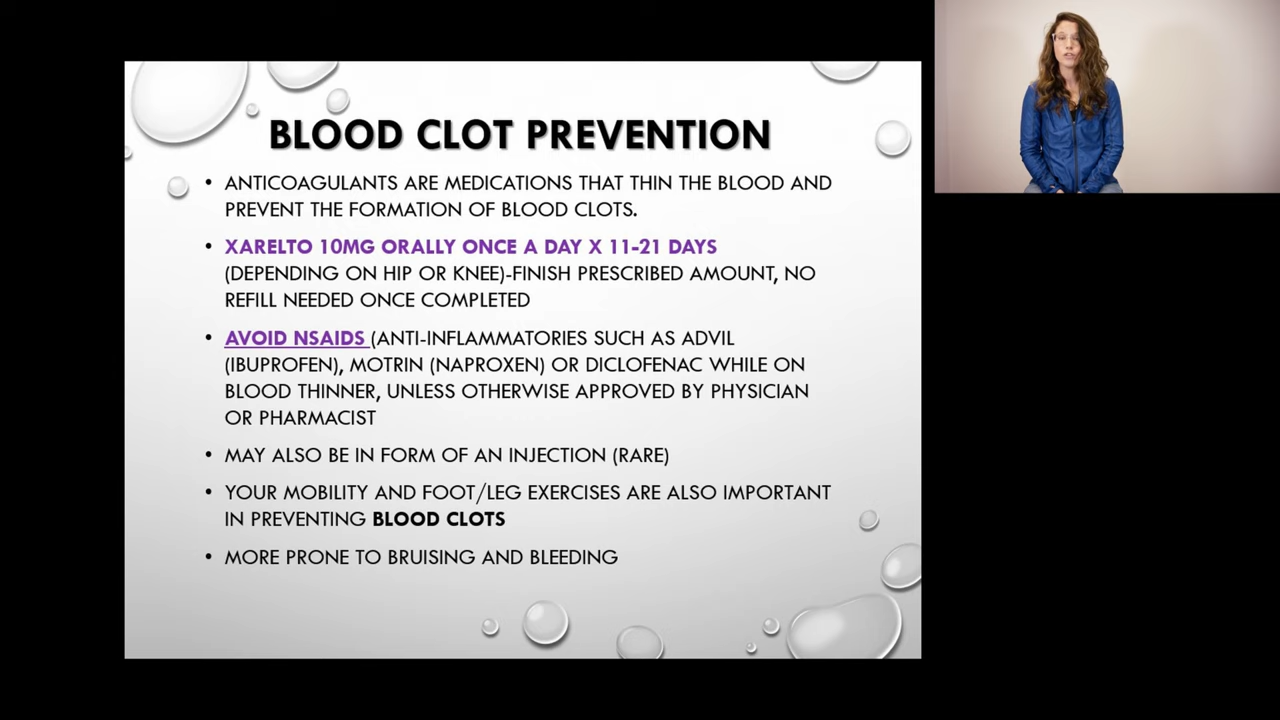 BLOOD CLOT PREVENTION
• ANTICOAGULANTS ARE MEDICATIONS THAT THIN THE BLOOD AND
PREVENT THE FORMATION OF BLOOD CLOTS.
• XARELTO 10MG ORALLY ONCE A DAY X 11-21 DAYS
(DEPENDING ON HIP OR KNEE)-FINISH PRESCRIBED AMOUNT, NO
REFILL NEEDED ONCE COMPLETED
• AVOID NSAIDS (ANTI-INFLAMMATORIES SUCH AS ADVIL
(IBUPROFEN), MOTRIN (NAPROXEN) OR DICLOFENAC WHILE ON
BLOOD THINNER, UNLESS OTHERWISE APPROVED BY PHYSICIAN
OR PHARMACIST
• MAY ALSO BE IN FORM OF AN INJECTION (RARE)
• YOUR MOBILITY AND FOOT/LEG EXERCISES ARE ALSO IMPORTANT
IN PREVENTING BLOOD CLOTS
• MORE PRONE TO BRUISING AND BLEEDING